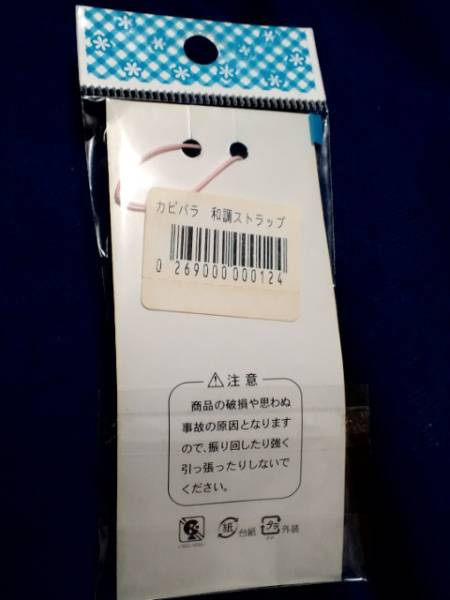 カピバラ 和調ストラップ
0 269000 000124
注意
商品の破損や思わぬ
事故の原因となります
ので、振り回したり強く
引っ張ったりしないで
ください。
紙 台紙 プラ 外装
PP